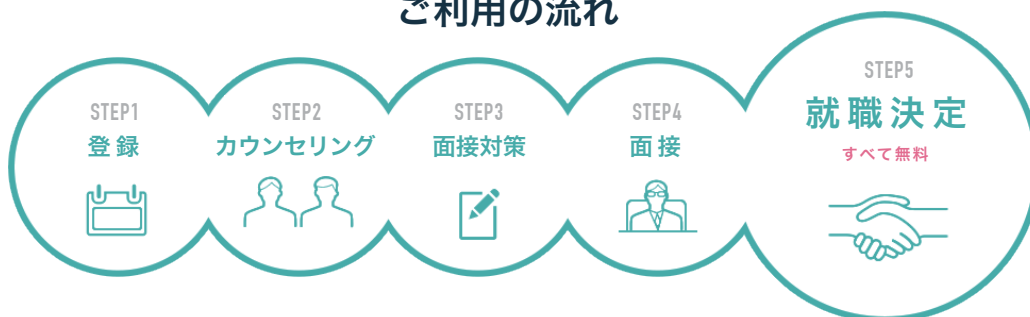 ご利用の流れ
STEP1
登録
STEP2
カウンセリング
STEP3
面接対策
STEP4
面接
STEP5
就職決定
すべて無料